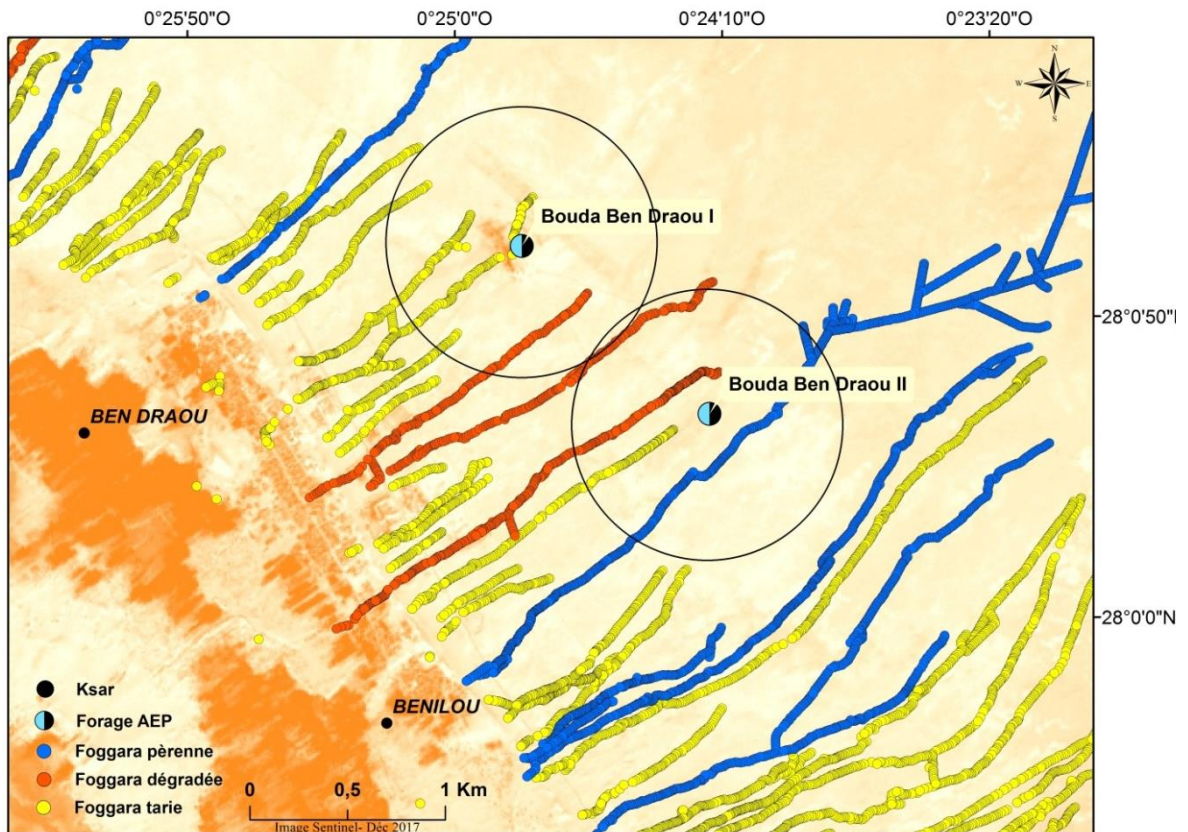 0°25'50"O
0°25'0"O
0°24'10"O
0°23'20"O
N
W
E
S
Bouda Ben Draou I
28°0'50"N
Bouda Ben Draou II
BEN DRAOU
28°0'0"N
Ksar
BENILOU
Forage AEP
Foggara pèrenne
Foggara dégradée
0 0,5 1 Km
Foggara tarie
Image Sentinel- Déc 2017